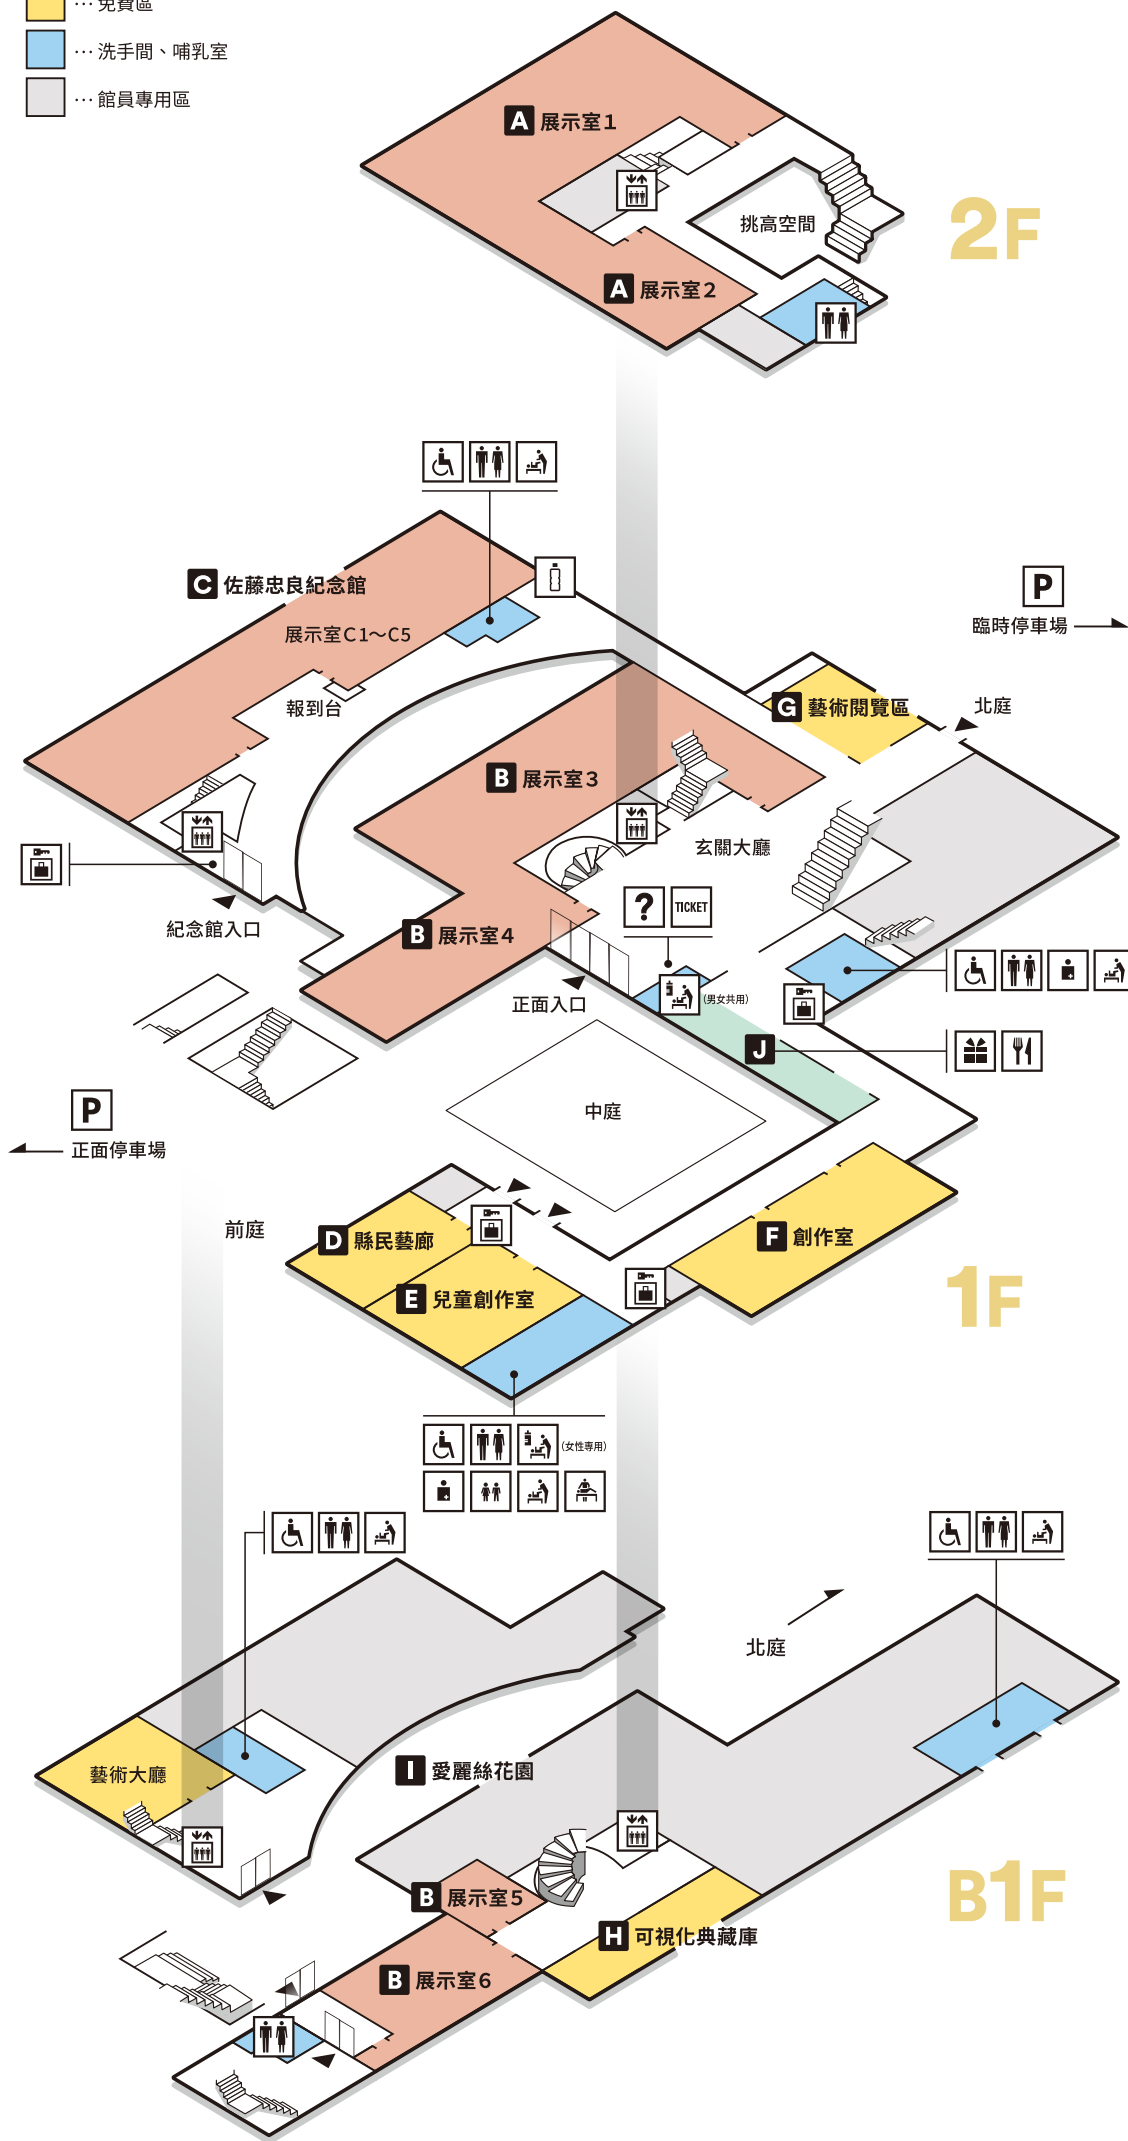 … 免費區
… 洗手間、哺乳室
… 館員專用區
A 展示室1
挑高空間
2F
A 展示室2
C 佐藤忠良紀念館
展示室C1~C5
P
臨時停車場
報到台
G 藝術閱覽區
北庭
B 展示室3
玄關大廳
? TICKET
紀念館入口
B 展示室4
正面入口
(男女共用)
J
中庭
P
正面停車場
前庭
D 縣民藝廊
F 創作室
E 兒童創作室
1F
(女性專用)
北庭
藝術大廳
I 愛麗絲花園
B 展示室5
B1F
H 可視化典藏庫
B 展示室6